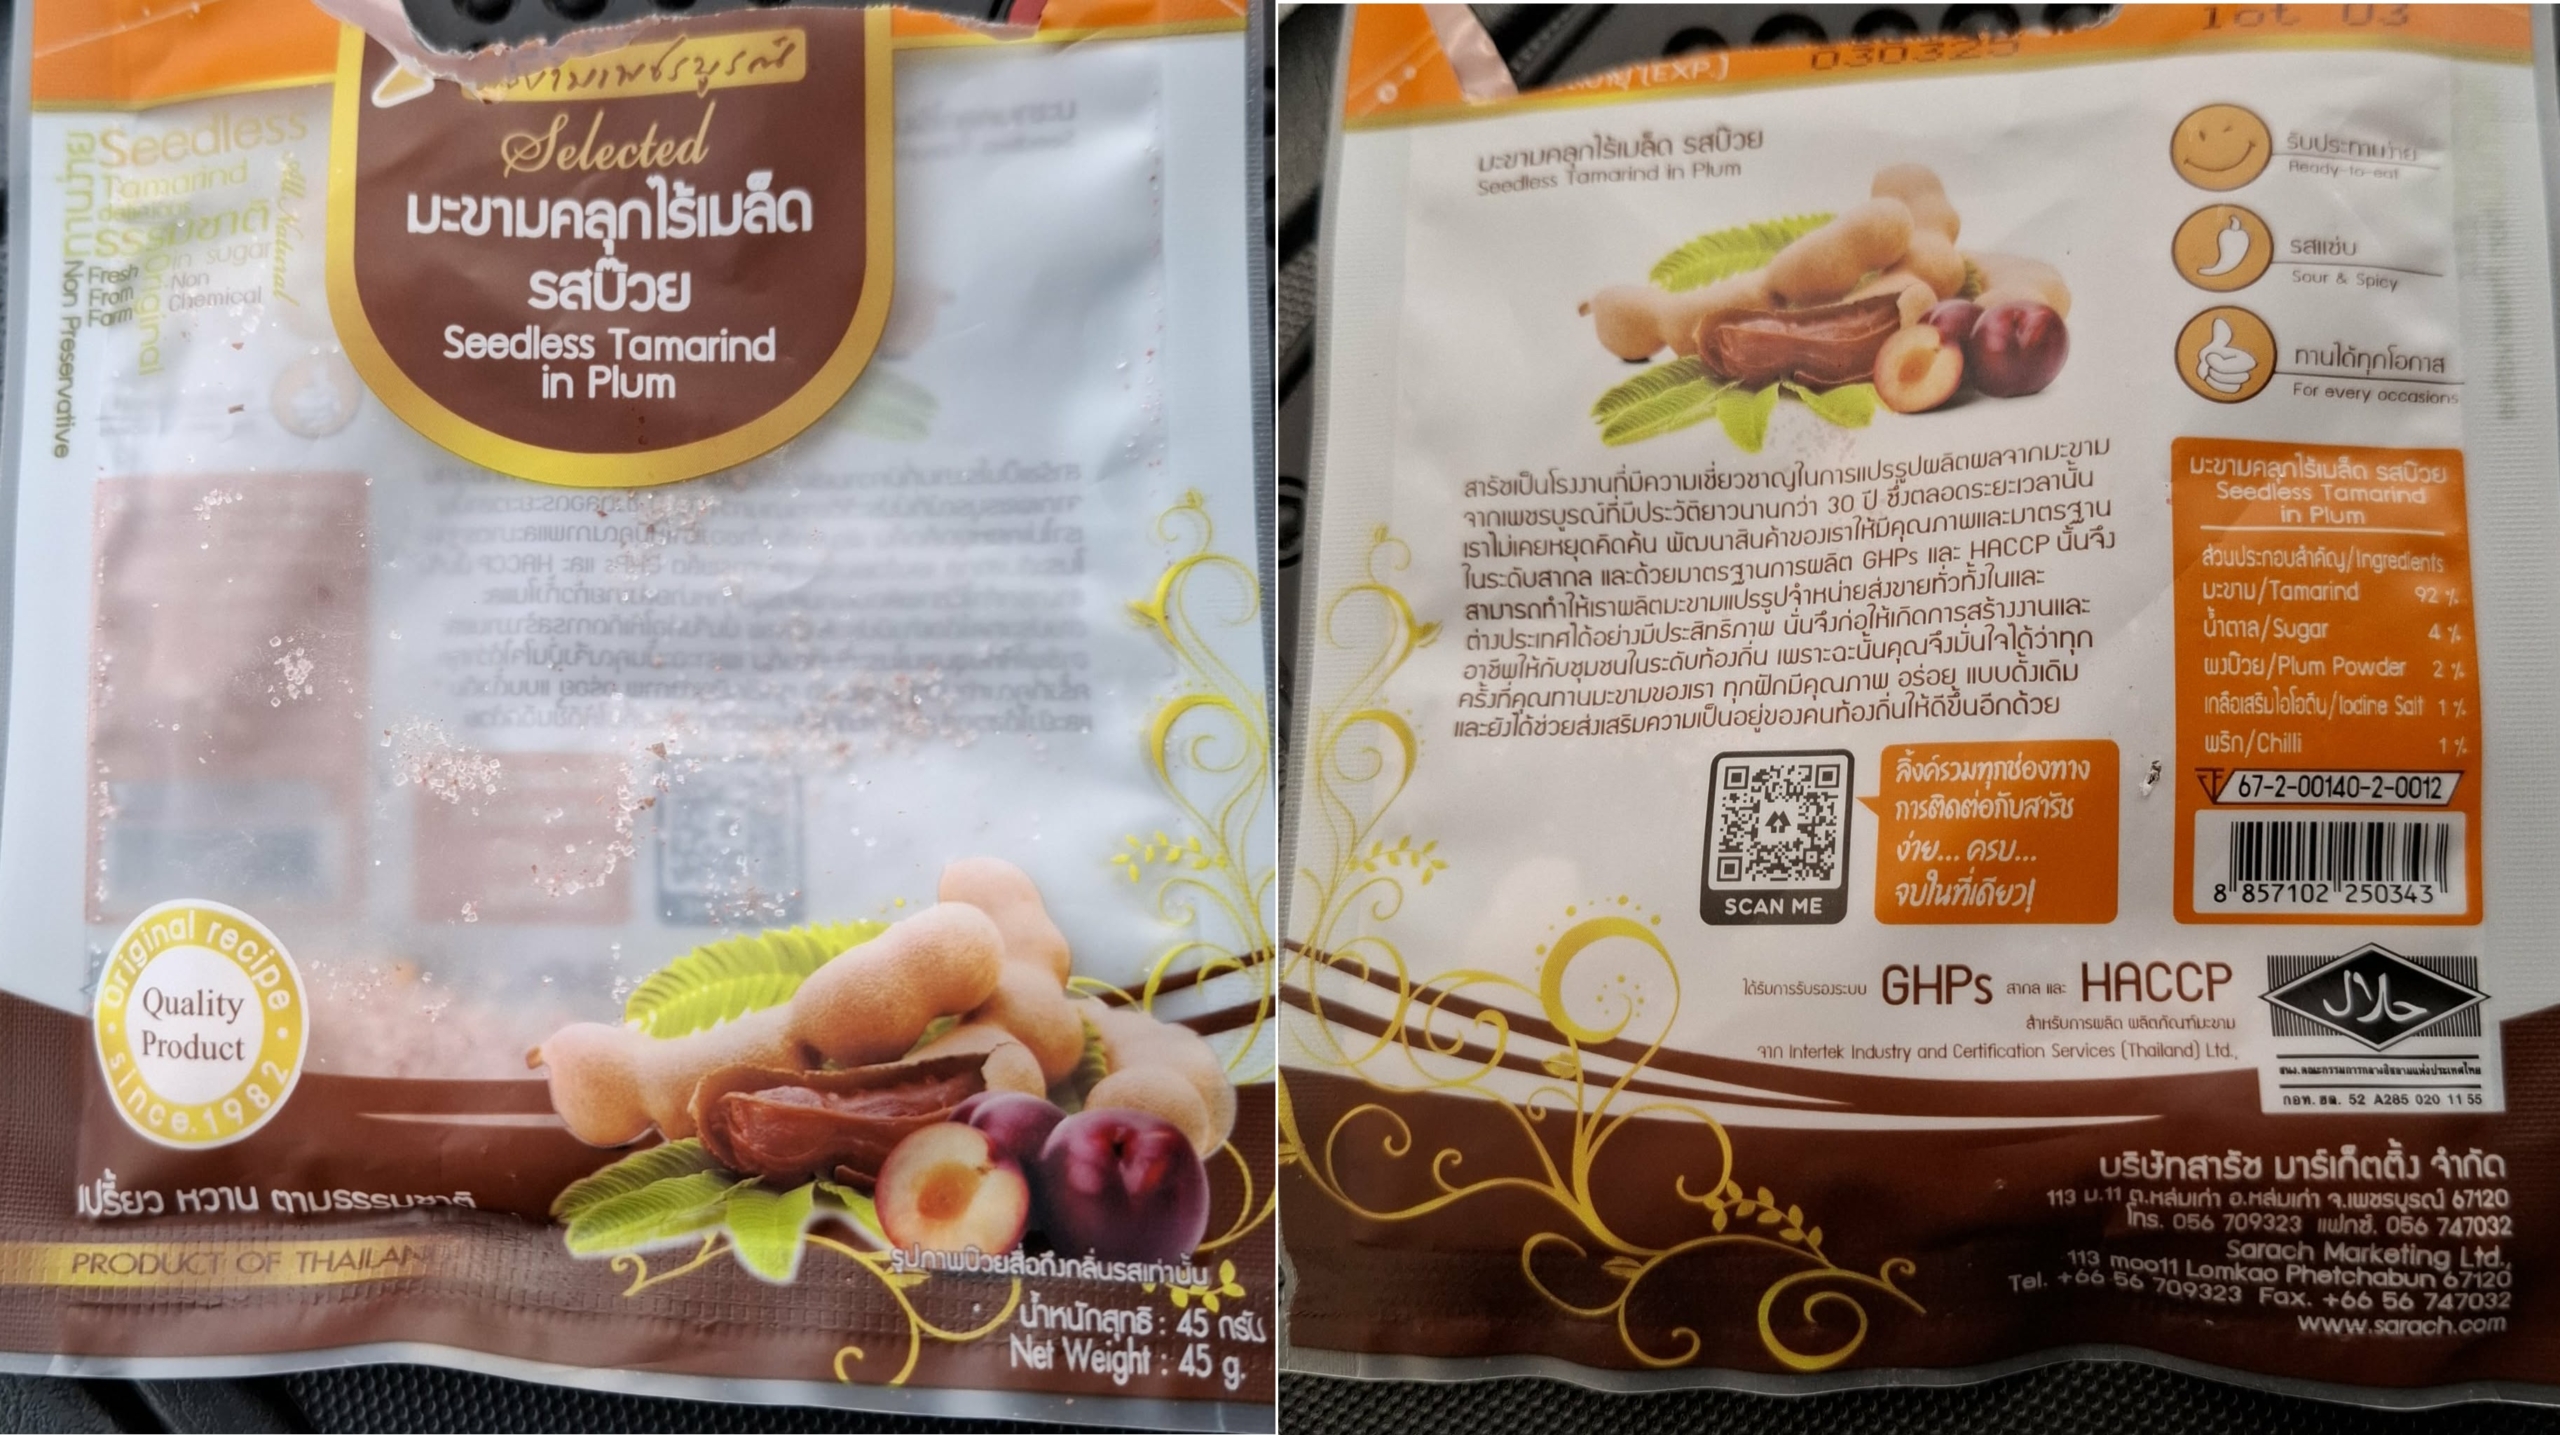 Selected
มะขามคลุกไร้เมล็ด
รสบ๊วย
Seedless Tamarind
in Plum
Seedless
Tamarind
ธรรมชาติ
in sugar
All Natural
Fresh
From
Farm
Non
Chemical
Original
Non Preservative
Original recipe
Quality
Product
since.1982
เปรี้ยว หวาน ตามธรรมชาติ
PRODUCT OF THAILAN
รูปภาพบ๊วยสื่อถึงกลิ่นรสเท่านั้น
น้ำหนักสุทธิ : 45 กรัม
Net Weight : 45 g.
lot 03
(EXP.)
มะขามคลุกไร้เมล็ด รสบ๊วย
Seedless Tamarind in Plum
รับประทานง่าย
Ready-to-eat
รสแซ่บ
Sour & Spicy
ทานได้ทุกโอกาส
For every occasions
สารัชเป็นโรงงานที่มีความเชี่ยวชาญในการแปรรูปผลิตผลจากมะขาม
จากเพชรบูรณ์ที่มีประวัติยาวนานกว่า 30 ปี ซึ่งตลอดระยะเวลานั้น
เราไม่เคยหยุดคิดค้น พัฒนาสินค้าของเราให้มีคุณภาพและมาตรฐาน
ในระดับสากล และด้วยมาตรฐานการผลิต GHPs และ HACCP นั้นจึง
สามารถทำให้เราผลิตมะขามแปรรูปจำหน่ายส่งขายทั่วทั้งในและ
ต่างประเทศได้อย่างมีประสิทธิภาพ นั่นจึงก่อให้เกิดการสร้างงานและ
อาชีพให้กับชุมชนในระดับท้องถิ่น เพราะฉะนั้นคุณจึงมั่นใจได้ว่าทุก
ครั้งที่คุณทานมะขามของเรา ทุกฝักมีคุณภาพ อร่อย แบบดั้งเดิม
และยังได้ช่วยส่งเสริมความเป็นอยู่ของคนท้องถิ่นให้ดีขึ้นอีกด้วย
SCAN ME
ลิ้งค์รวมทุกช่องทาง
การติดต่อกับสารัช
ง่าย... ครบ...
จบในที่เดียว!
มะขามคลุกไร้เมล็ด รสบ๊วย
Seedless Tamarind
in Plum
ส่วนประกอบสำคัญ/Ingredients
มะขาม/Tamarind 92 %
น้ำตาล/Sugar 4 %
ผงบ๊วย/Plum Powder 2 %
เกลือเสริมไอโอดีน/Iodine Salt 1 %
พริก/Chilli 1 %
67-2-00140-2-0012
8 857102 250343
ได้รับการรับรองระบบ GHPs สากล และ HACCP
สำหรับการผลิต ผลิตภัณฑ์มะขาม
จาก Intertek Industry and Certification Services (Thailand) Ltd.,
حلال
สนง.คณะกรรมการกลางอิสลามแห่งประเทศไทย
กอท. ฮล. 52 A285 020 11 55
บริษัทสารัช มาร์เก็ตติ้ง จำกัด
113 ม.11 ต.หล่มเก่า อ.หล่มเก่า จ.เพชรบูรณ์ 67120
โทร. 056 709323 แฟกซ์. 056 747032
Sarach Marketing Ltd.,
113 moo11 Lomkao Phetchabun 67120
Tel. +66 56 709323 Fax. +66 56 747032
www.sarach.com